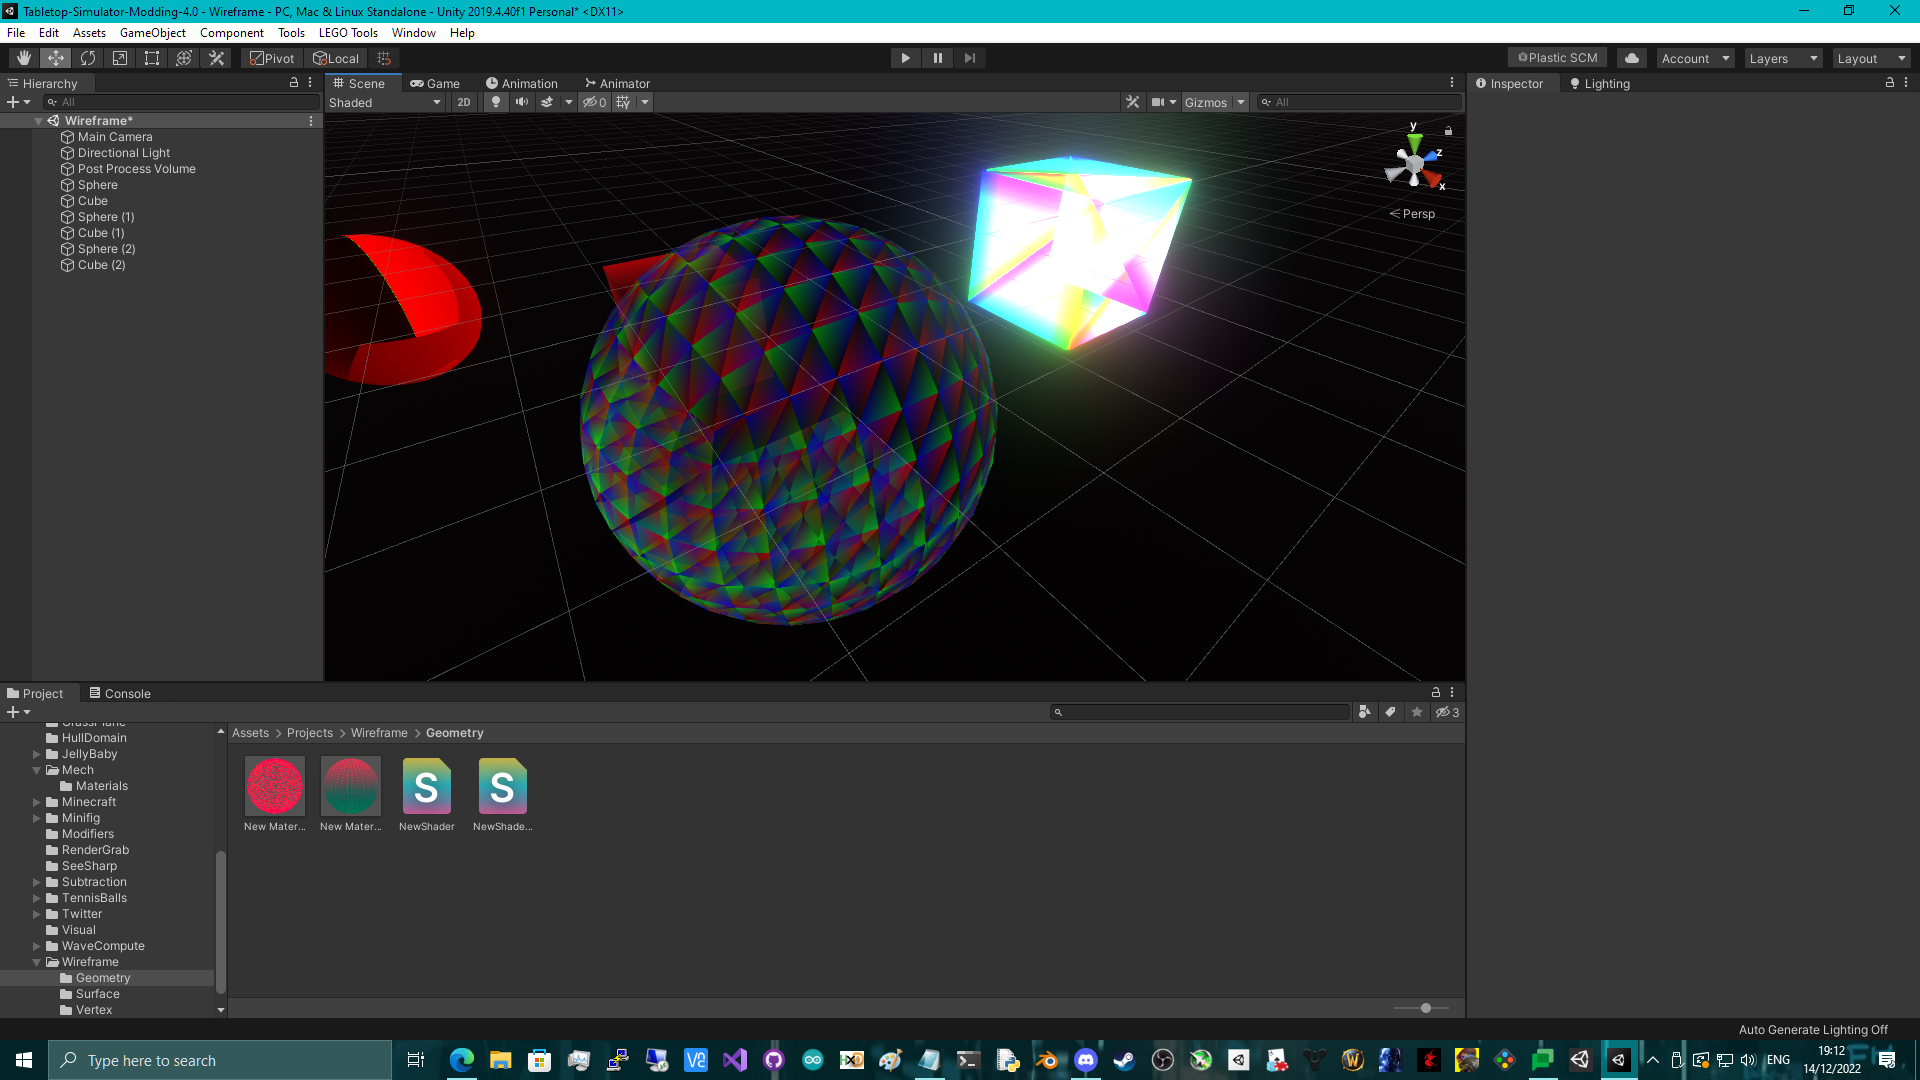 Tabletop-Simulator-Modding-4.0 - Wireframe - PC, Mac & Linux Standalone - Unity 2019.4.40f1 Personal* <DX11>
File Edit Assets GameObject Component Tools LEGO Tools Window Help
Pivot Local Plastic SCM Account Layers Layout
Hierarchy Scene Game Animation Animator Inspector Lighting
All Shaded 2D 0 Gizmos All
Wireframe*
Main Camera
Directional Light
Post Process Volume
Sphere
Cube
Sphere (1)
Cube (1)
Sphere (2)
Cube (2)
y
z
x
Persp
Project Console
3
Assets Projects Wireframe Geometry
GrassPlane
HullDomain
JellyBaby
Mech
Materials
Minecraft
Minifig
Modifiers
RenderGrab
SeeSharp
Subtraction
TennisBalls
Twitter
Visual
WaveCompute
Wireframe
Geometry
Surface
Vertex
S S
New Mater... New Mater... NewShader NewShade...
Auto Generate Lighting Off
Type here to search
ENG
19:12
14/12/2022